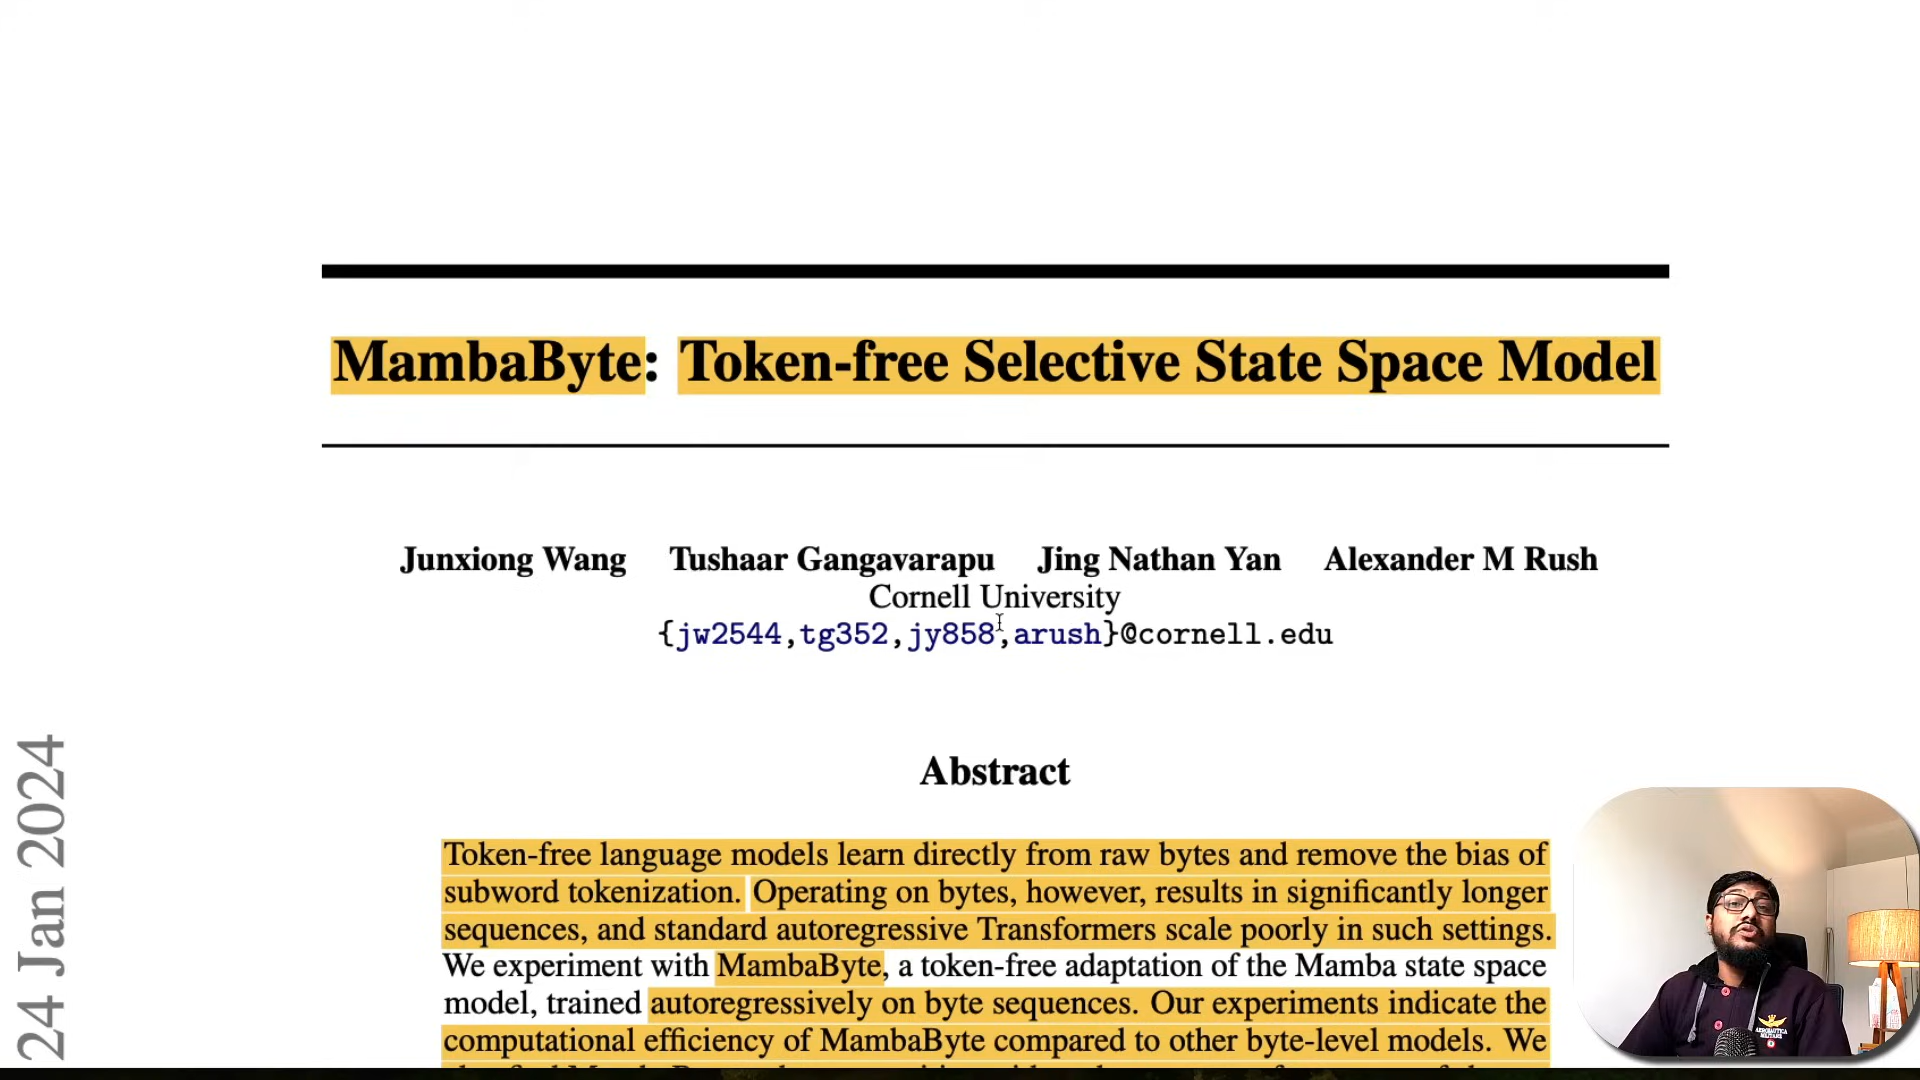 MambaByte: Token-free Selective State Space Model
Junxiong Wang Tushaar Gangavarapu Jing Nathan Yan Alexander M Rush
Cornell University
{jw2544,tg352,jy858,arush}@cornell.edu
24 Jan 2024
Abstract
Token-free language models learn directly from raw bytes and remove the bias of
subword tokenization. Operating on bytes, however, results in significantly longer
sequences, and standard autoregressive Transformers scale poorly in such settings.
We experiment with MambaByte, a token-free adaptation of the Mamba state space
model, trained autoregressively on byte sequences. Our experiments indicate the
computational efficiency of MambaByte compared to other byte-level models. We
AERONAUTICA